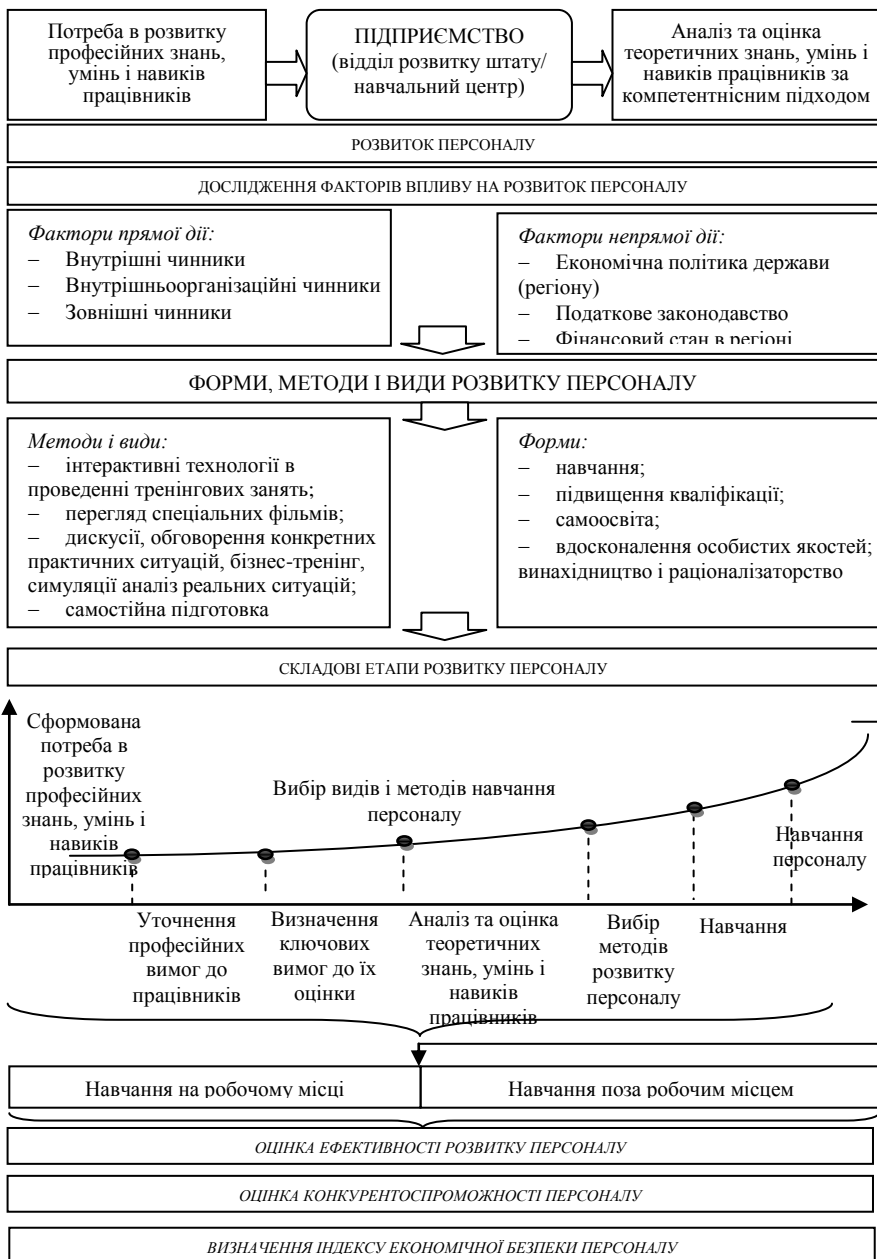 Потреба в розвитку
професійних знань,
умінь і навиків
працівників
ПІДПРИЄМСТВО
(відділ розвитку штату/
навчальний центр)
Аналіз та оцінка
теоретичних знань, умінь і
навиків працівників за
компетентнісним підходом
РОЗВИТОК ПЕРСОНАЛУ
ДОСЛІДЖЕННЯ ФАКТОРІВ ВПЛИВУ НА РОЗВИТОК ПЕРСОНАЛУ
Фактори прямої дії:
– Внутрішні чинники
– Внутрішньоорганізаційні чинники
– Зовнішні чинники
Фактори непрямої дії:
– Економічна політика держави
(регіону)
– Податкове законодавство
– Фінансовий стан в регіоні
ФОРМИ, МЕТОДИ І ВИДИ РОЗВИТКУ ПЕРСОНАЛУ
Методи і види:
– інтерактивні технології в
проведенні тренінгових занять;
– перегляд спеціальних фільмів;
– дискусії, обговорення конкретних
практичних ситуацій, бізнес-тренінг,
симуляції аналіз реальних ситуацій;
– самостійна підготовка
Форми:
– навчання;
– підвищення кваліфікації;
– самоосвіта;
– вдосконалення особистих якостей;
винахідництво і раціоналізаторство
СКЛАДОВІ ЕТАПИ РОЗВИТКУ ПЕРСОНАЛУ
Сформована
потреба в
розвитку
професійних
знань, умінь і
навиків
працівників
Вибір видів і методів навчання
персоналу
Навчання
персоналу
Уточнення
професійних
вимог до
працівників
Визначення
ключових
вимог до їх
оцінки
Аналіз та оцінка
теоретичних
знань, умінь і
навиків
працівників
Вибір
методів
розвитку
персоналу
Навчання
Навчання на робочому місці
Навчання поза робочим місцем
ОЦІНКА ЕФЕКТИВНОСТІ РОЗВИТКУ ПЕРСОНАЛУ
ОЦІНКА КОНКУРЕНТОСПРОМОЖНОСТІ ПЕРСОНАЛУ
ВИЗНАЧЕННЯ ІНДЕКСУ ЕКОНОМІЧНОЇ БЕЗПЕКИ ПЕРСОНАЛУ